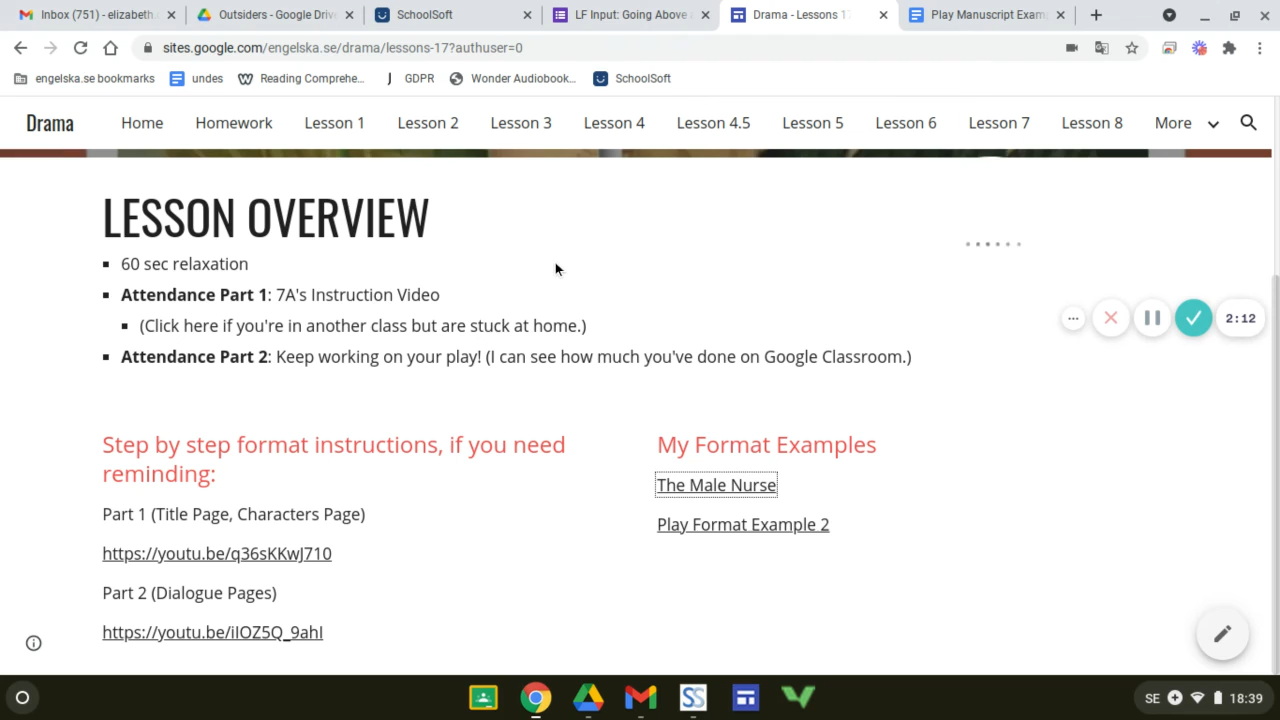 Inbox (751) - elizabeth.
Outsiders - Google Driv
SchoolSoft
LF Input: Going Above
Drama - Lessons 1
Play Manuscript Exam
sites.google.com/engelska.se/drama/lessons-17?authuser=0
engelska.se bookmarks
undes
Reading Comprehe...
GDPR
Wonder Audiobook...
SchoolSoft
Drama
Home
Homework
Lesson 1
Lesson 2
Lesson 3
Lesson 4
Lesson 4.5
Lesson 5
Lesson 6
Lesson 7
Lesson 8
More
LESSON OVERVIEW
60 sec relaxation
Attendance Part 1: 7A's Instruction Video
(Click here if you're in another class but are stuck at home.)
2:12
Attendance Part 2: Keep working on your play! (I can see how much you've done on Google Classroom.)
Step by step format instructions, if you need
reminding:
Part 1 (Title Page, Characters Page)
https://youtu.be/q36sKKwJ710
Part 2 (Dialogue Pages)
https://youtu.be/iIOZ5Q_9ahI
My Format Examples
The Male Nurse
Play Format Example 2
SE
18:39